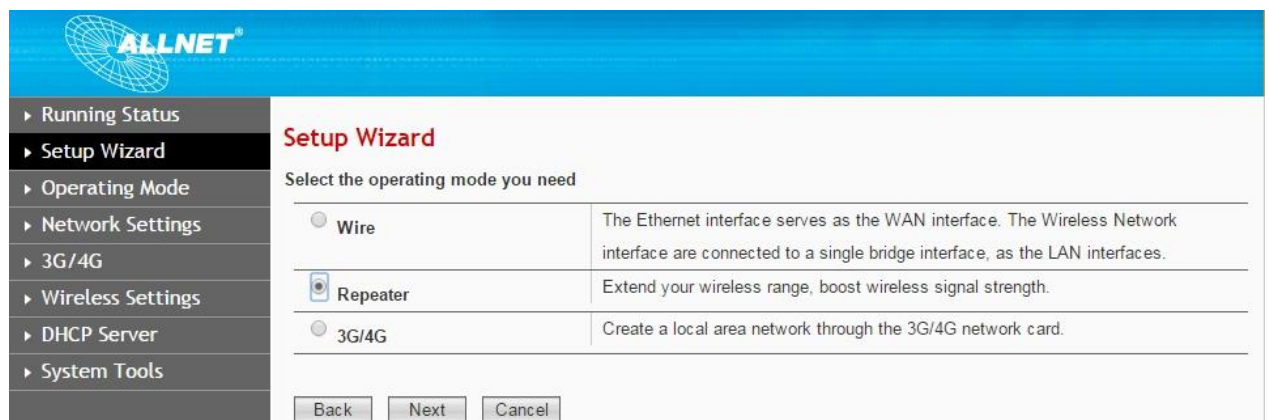 ALLNET®
Running Status
Setup Wizard
Operating Mode
Network Settings
3G/4G
Wireless Settings
DHCP Server
System Tools
Setup Wizard
Select the operating mode you need
Wire
The Ethernet interface serves as the WAN interface. The Wireless Network
interface are connected to a single bridge interface, as the LAN interfaces.
Repeater
Extend your wireless range, boost wireless signal strength.
3G/4G
Create a local area network through the 3G/4G network card.
Back Next Cancel